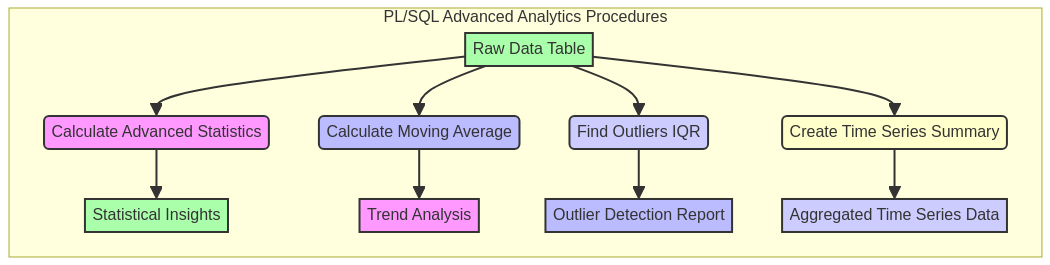 PL/SQL Advanced Analytics Procedures
Raw Data Table
Calculate Advanced Statistics
Calculate Moving Average
Find Outliers IQR
Create Time Series Summary
Statistical Insights
Trend Analysis
Outlier Detection Report
Aggregated Time Series Data